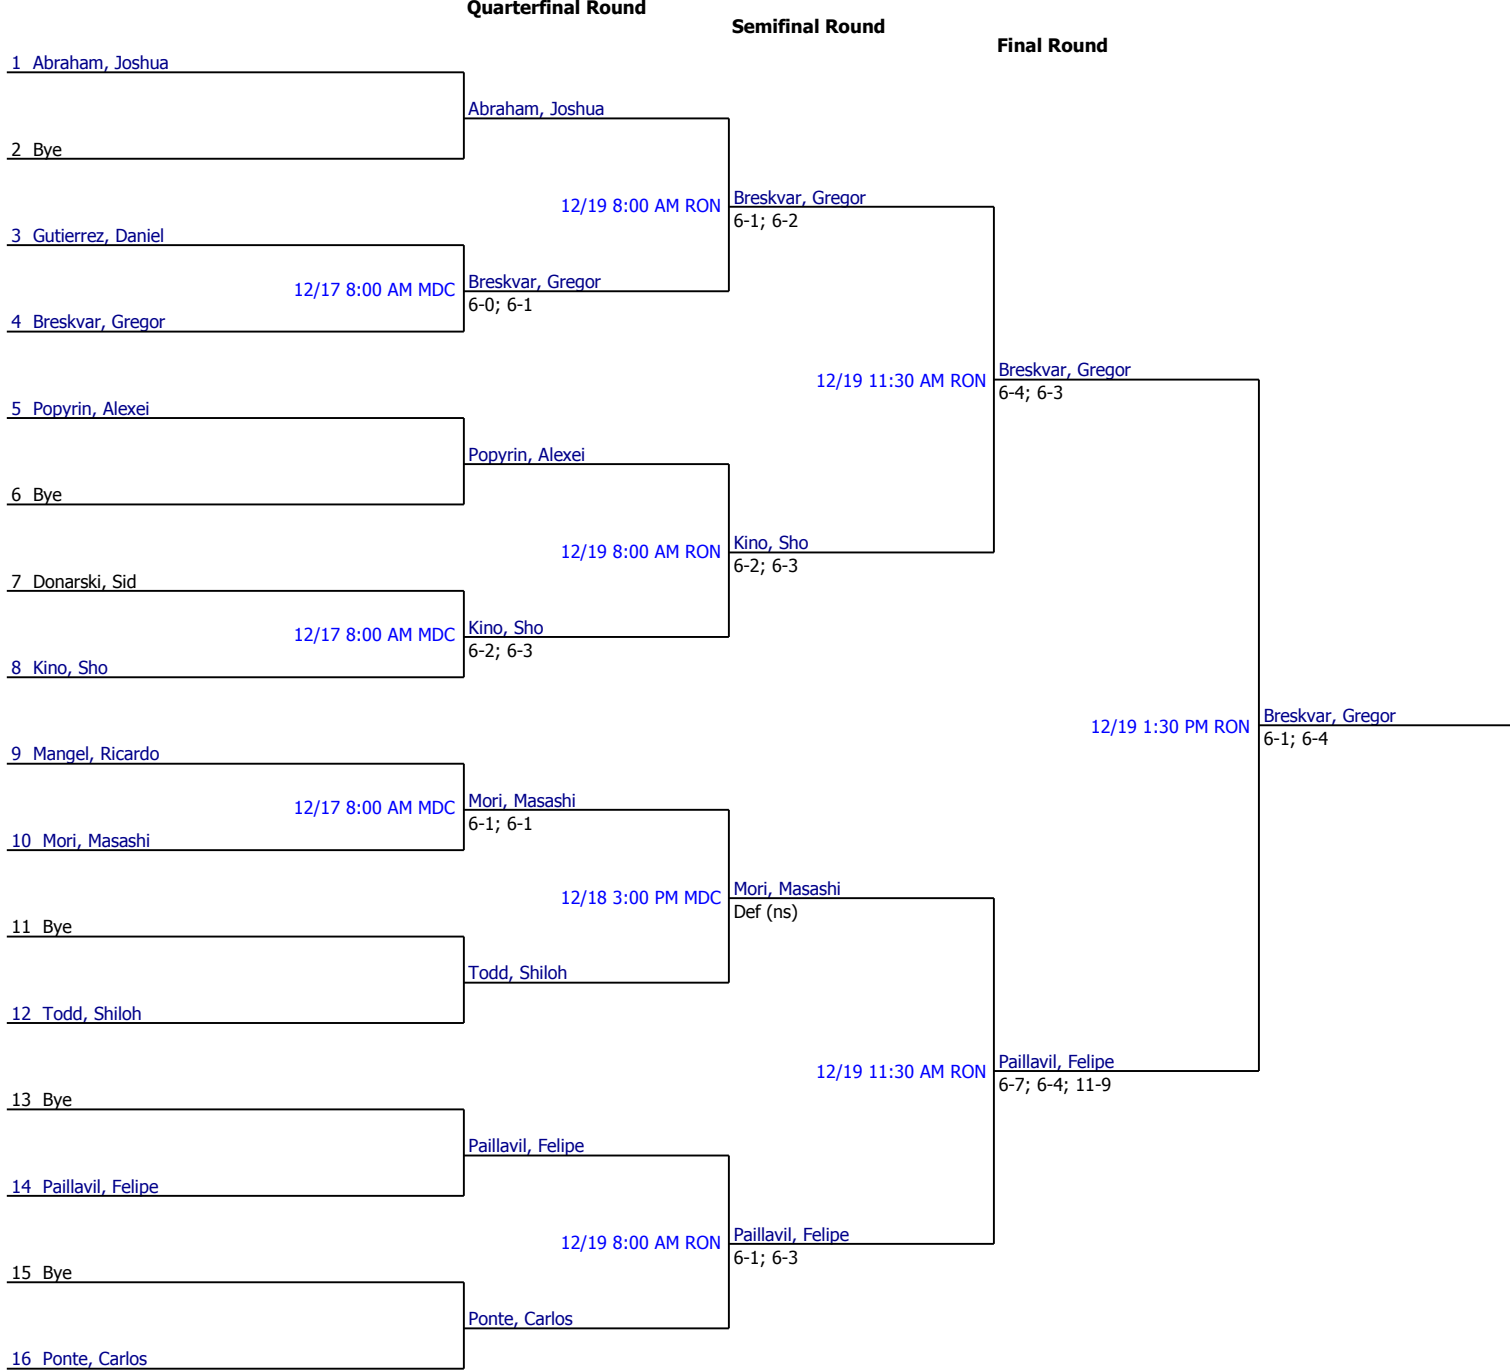 Quarterfinal Round
Semifinal Round
Final Round
1 Abraham, Joshua
Abraham, Joshua
2 Bye
12/19 8:00 AM RON
Breskvar, Gregor
6-1; 6-2
3 Gutierrez, Daniel
12/17 8:00 AM MDC
Breskvar, Gregor
6-0; 6-1
4 Breskvar, Gregor
12/19 11:30 AM RON
Breskvar, Gregor
6-4; 6-3
5 Popyrin, Alexei
Popyrin, Alexei
6 Bye
12/19 8:00 AM RON
Kino, Sho
6-2; 6-3
7 Donarski, Sid
12/17 8:00 AM MDC
Kino, Sho
6-2; 6-3
8 Kino, Sho
12/19 1:30 PM RON
Breskvar, Gregor
6-1; 6-4
9 Mangel, Ricardo
12/17 8:00 AM MDC
Mori, Masashi
6-1; 6-1
10 Mori, Masashi
12/18 3:00 PM MDC
Mori, Masashi
Def (ns)
11 Bye
Todd, Shiloh
12 Todd, Shiloh
12/19 11:30 AM RON
Paillavil, Felipe
6-7; 6-4; 11-9
13 Bye
Paillavil, Felipe
14 Paillavil, Felipe
12/19 8:00 AM RON
Paillavil, Felipe
6-1; 6-3
15 Bye
Ponte, Carlos
16 Ponte, Carlos